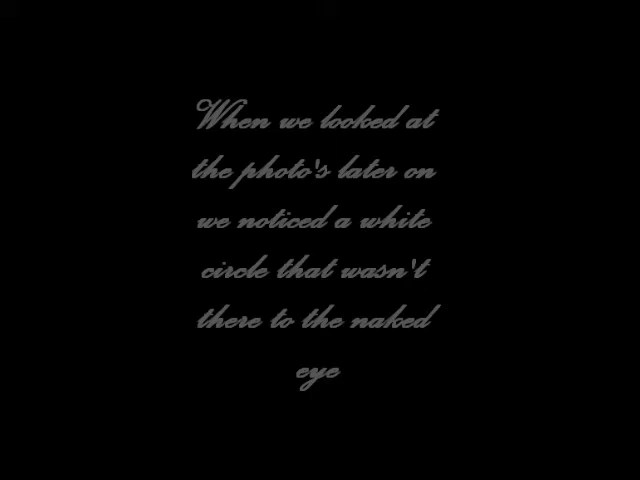 When we looked at
the photo's later on
we noticed a white
circle that wasn't
there to the naked
eye